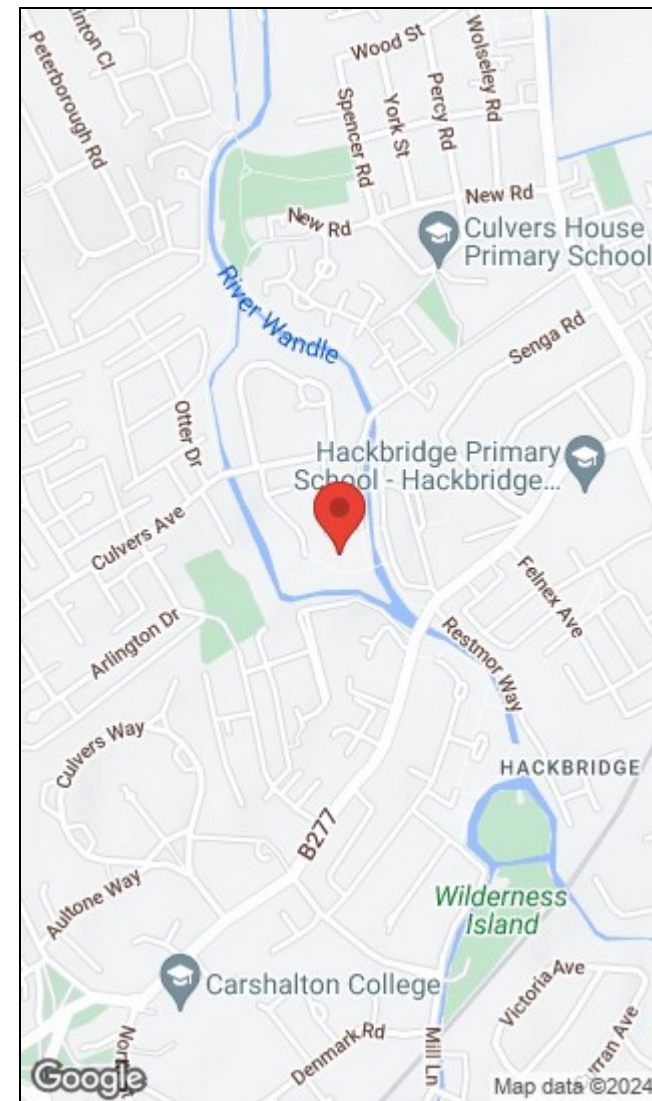 inton Cl
Peterborough Rd
Wood St
Wolseley Rd
Spencer Rd
York St
Percy Rd
New Rd
New Rd
Culvers House
Primary School
River Wandle
Senga Rd
Otter Dr
Hackbridge Primary
School - Hackbridge...
Culvers Ave
Felnex Ave
Arlington Dr
Restmor Way
Culvers Way
HACKBRIDGE
B277
Aultone Way
Wilderness
Island
Carshalton College
Victoria Ave
Denmark Rd
Mill Ln
Google
Map data ©2024